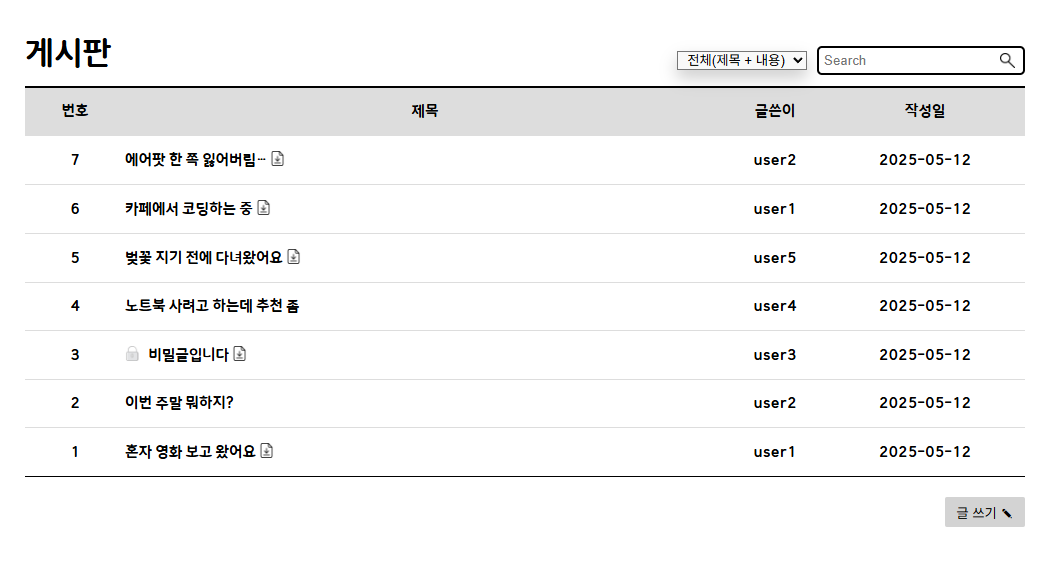 게시판
전체(제목 + 내용) Search
번호 제목 글쓴이 작성일
7 에어팟 한 쪽 잃어버림… user2 2025-05-12
6 카페에서 코딩하는 중 user1 2025-05-12
5 벚꽃 지기 전에 다녀왔어요 user5 2025-05-12
4 노트북 사려고 하는데 추천 좀 user4 2025-05-12
3 비밀글입니다 user3 2025-05-12
2 이번 주말 뭐하지? user2 2025-05-12
1 혼자 영화 보고 왔어요 user1 2025-05-12
글 쓰기